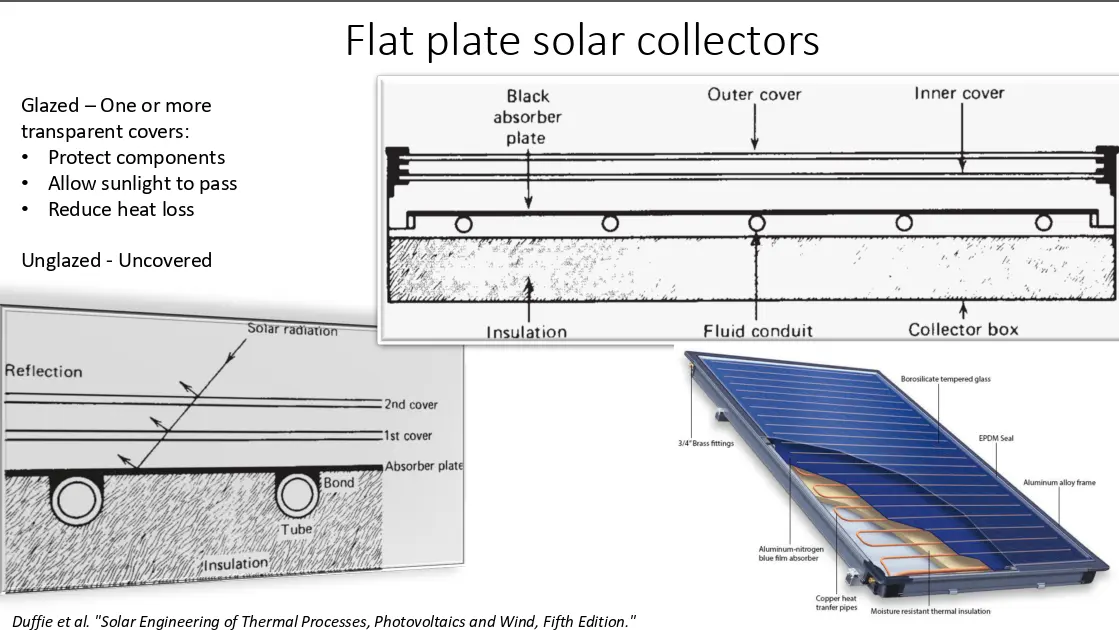 Flat plate solar collectors
Glazed – One or more
transparent covers:
• Protect components
• Allow sunlight to pass
• Reduce heat loss
Unglazed - Uncovered
Black
absorber
plate
Outer cover
Inner cover
Insulation
Fluid conduit
Collector box
Solar radiation
Reflection
2nd cover
1st cover
Absorber plate
Bond
Tube
Insulation
Borosilicate tempered glass
3/4" Brass fittings
EPDM Seal
Aluminum alloy frame
Aluminum-nitrogen
blue film absorber
Copper heat
tranfer pipes
Moisture resistant thermal insulation
Duffie et al. "Solar Engineering of Thermal Processes, Photovoltaics and Wind, Fifth Edition."